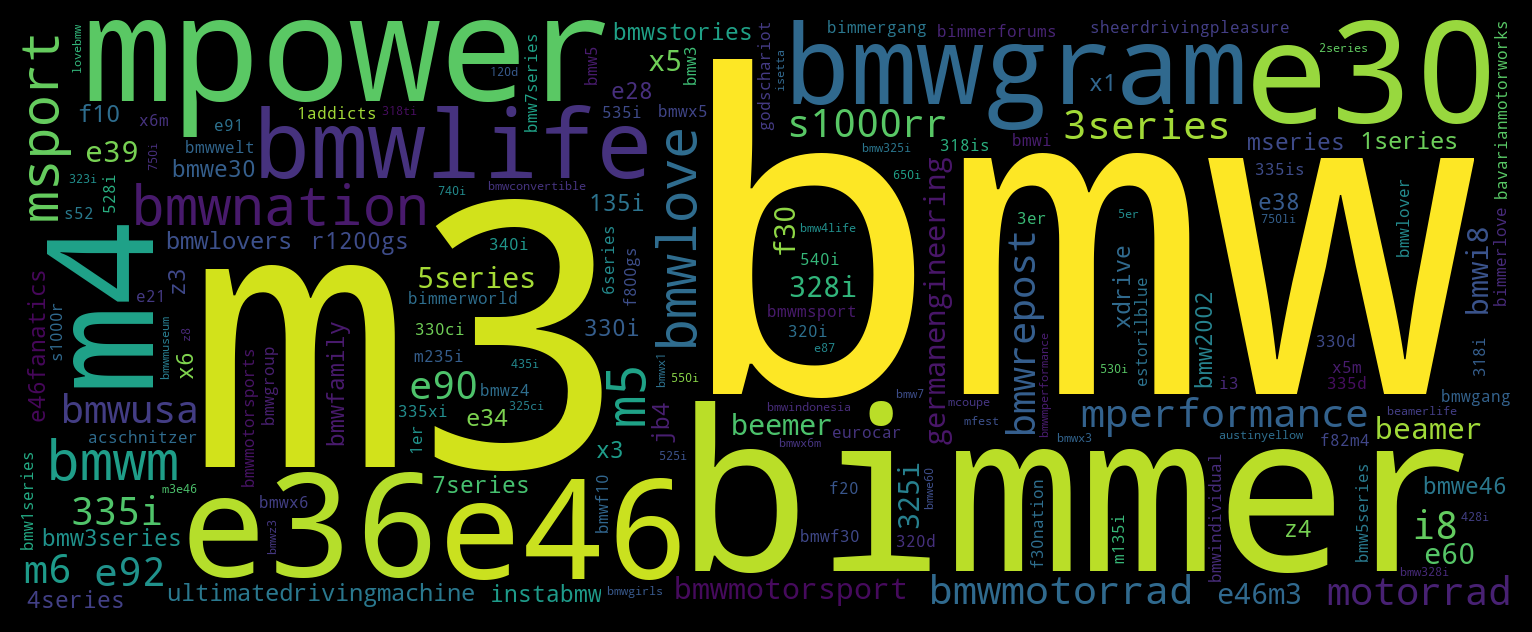 mpower
bmwgram
e30
bmw
m3
bimmer
e36
e46
bmwlife
m4
msport
lovebmw
bmwstories
bmw7series
120d
bmw5
x5
bmw3
godschariot
isetta
bimmergang
bimmerforums
sheerdrivingpleasure
2series
bavarianmotorworks
x1
f10
x6m
e91
1addicts
318ti
e28
535i
bmwx5
s1000rr
3series
mseries
1series
e39
750i
bmwwelt
bmwe30
bmw325i
318is
bmwi
335is
323i
s52
528i
bmwnation
740i
bmwconvertible
135i
bmwlove
650i
germanengineering
e38
750li
bmwlover
bimmerlove
bmwi8
bmwlovers
r1200gs
340i
6series
f800gs
f30
bmw4life
540i
328i
bmwmsport
320i
e87
3er
5er
bmwrepost
xdrive
estorilblue
bmw2002
e46fanatics
s1000r
e21
z3
5series
bimmerworld
330ci
330i
m235i
435i
bmwmuseum
z8
x6
bmwmotorsports
bmwgroup
bmwfamily
e90
bmwz4
m5
bmwx1
550i
bmw7
mcoupe
mfest
bmwmperformance
530i
i3
330d
x5m
335d
318i
bmwgang
bmwusa
acschnitzer
335xi
e34
325ci
1er
x3
jb4
525i
bmwindonesia
beemer
eurocar
bmwx6m
bmwx3
mperformance
austinyellow
f82m4
beamerlife
beamer
bmwm
bmw1series
m3e46
335i
bmw3series
bmwx6
bmwz3
7series
bmwf10
f20
bmwf30
325i
bmwe60
320d
f30nation
m135i
bmwindividual
z4
bmw5series
bmwe46
i8
428i
e60
bmw328i
m6
e92
4series
ultimatedrivingmachine
instabmw
bmwgirls
bmwmotorsport
bmwmotorrad
e46m3
motorrad